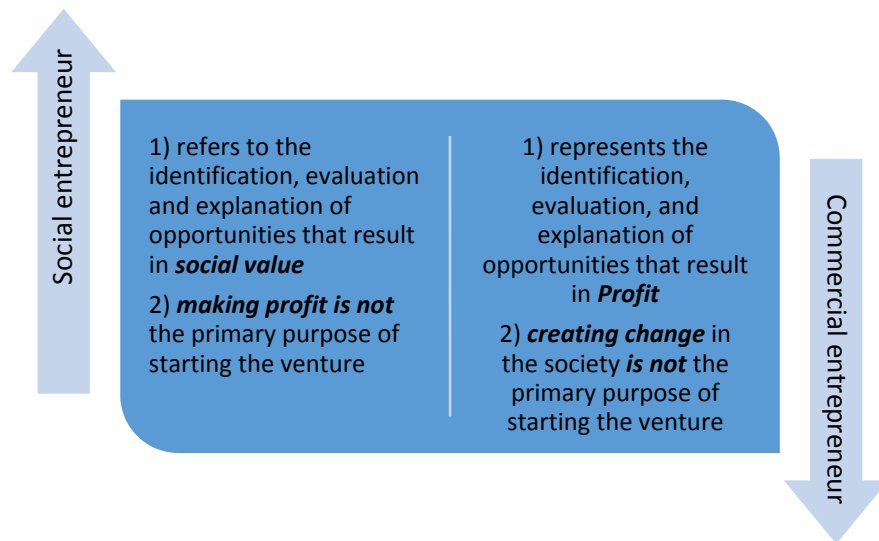 Social entrepreneur
1) refers to the
identification, evaluation
and explanation of
opportunities that result
in social value
2) making profit is not
the primary purpose of
starting the venture
1) represents the
identification,
evaluation, and
explanation of
opportunities that result
in Profit
2) creating change in
the society is not the
primary purpose of
starting the venture
Commercial entrepreneur